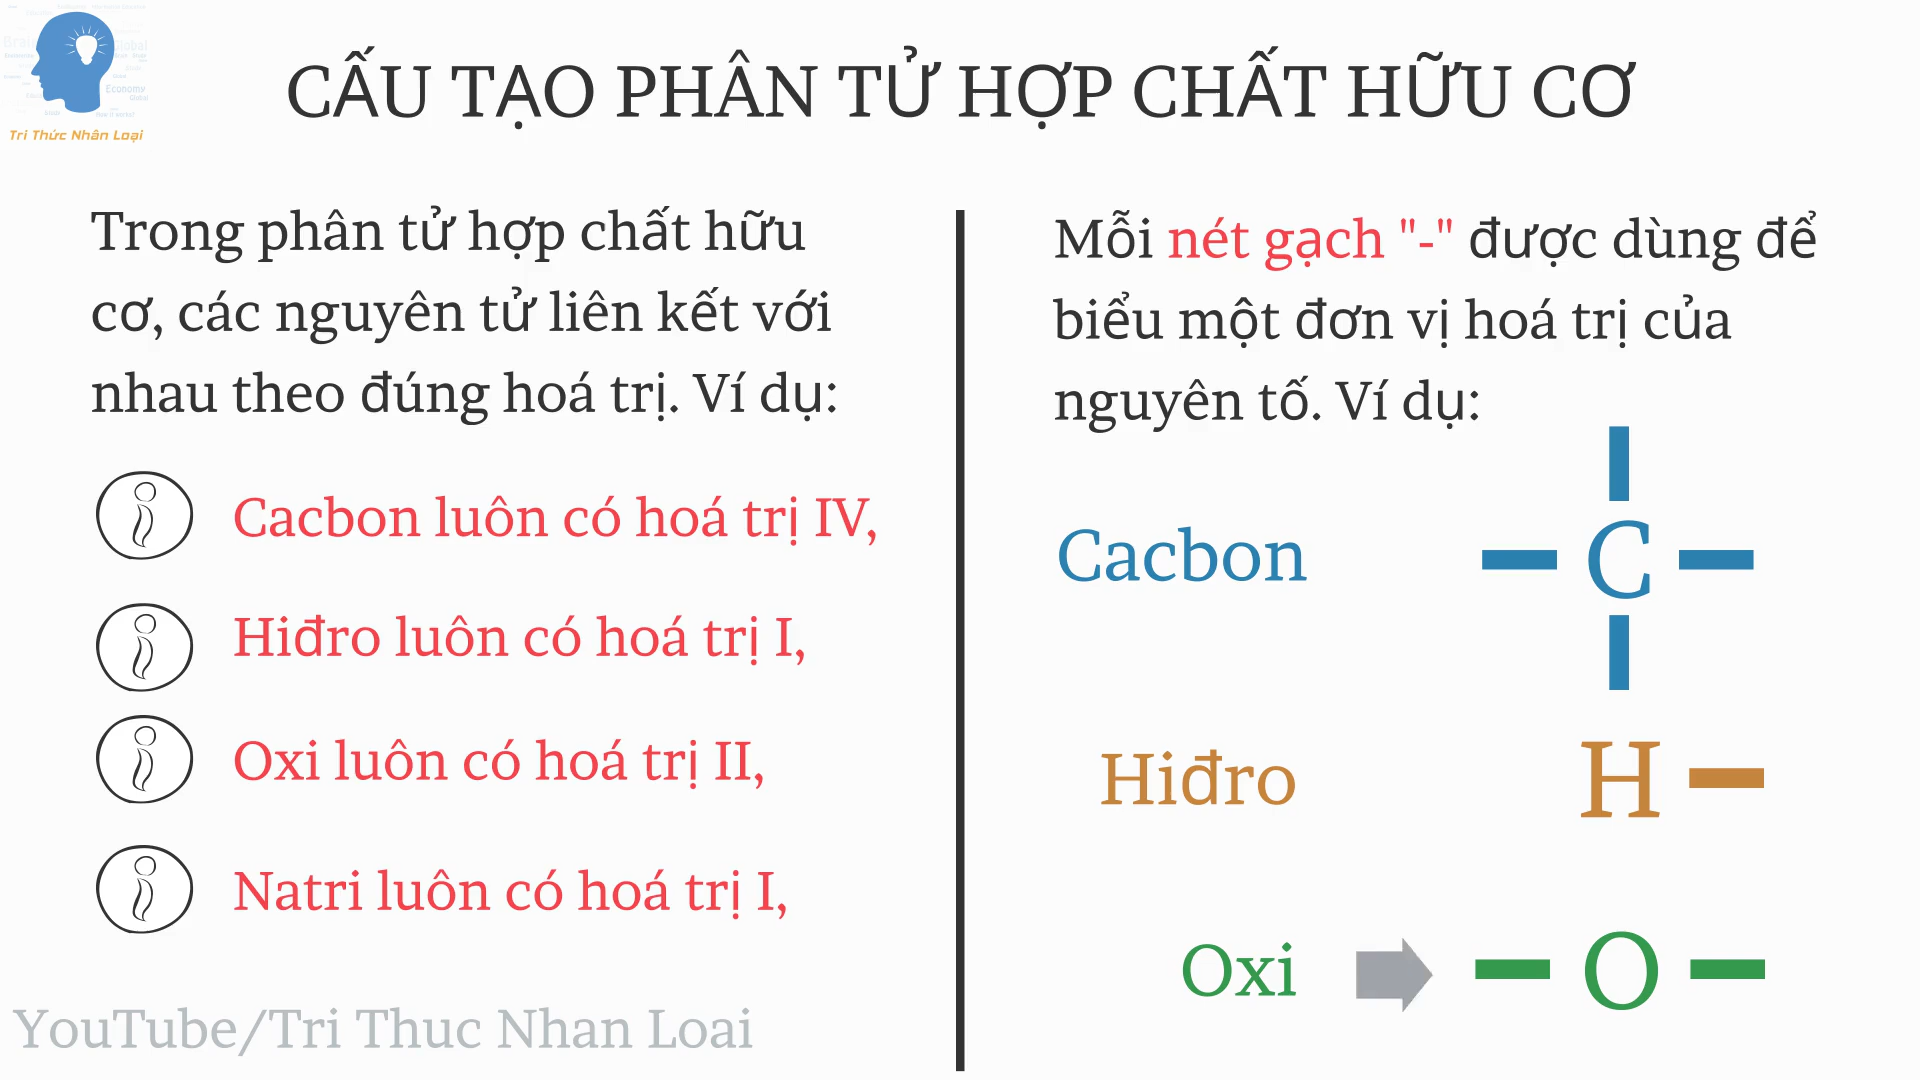 Tri Thức Nhân Loại
CẤU TẠO PHÂN TỬ HỢP CHẤT HỮU CƠ
Trong phân tử hợp chất hữu
cơ, các nguyên tử liên kết với
nhau theo đúng hoá trị. Ví dụ:
Cacbon luôn có hoá trị IV,
Hiđro luôn có hoá trị I,
Oxi luôn có hoá trị II,
Natri luôn có hoá trị I,
YouTube/Tri Thuc Nhan Loai
Mỗi nét gạch "-" được dùng để
biểu một đơn vị hoá trị của
nguyên tố. Ví dụ:
Cacbon C
Hiđro H
Oxi O